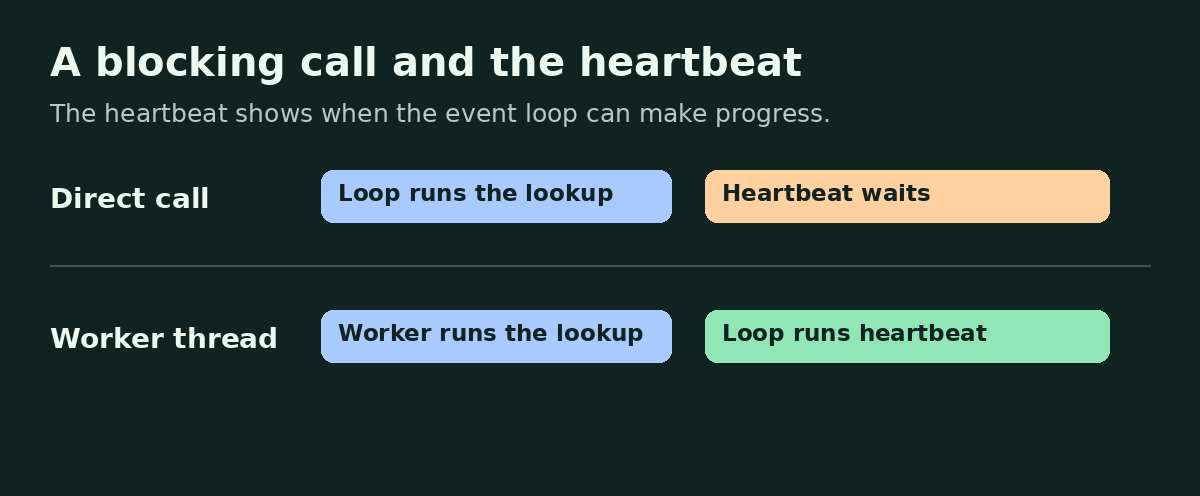 A blocking call and the heartbeat
The heartbeat shows when the event loop can make progress.
Direct call
Loop runs the lookup
Heartbeat waits
Worker thread
Worker runs the lookup
Loop runs heartbeat